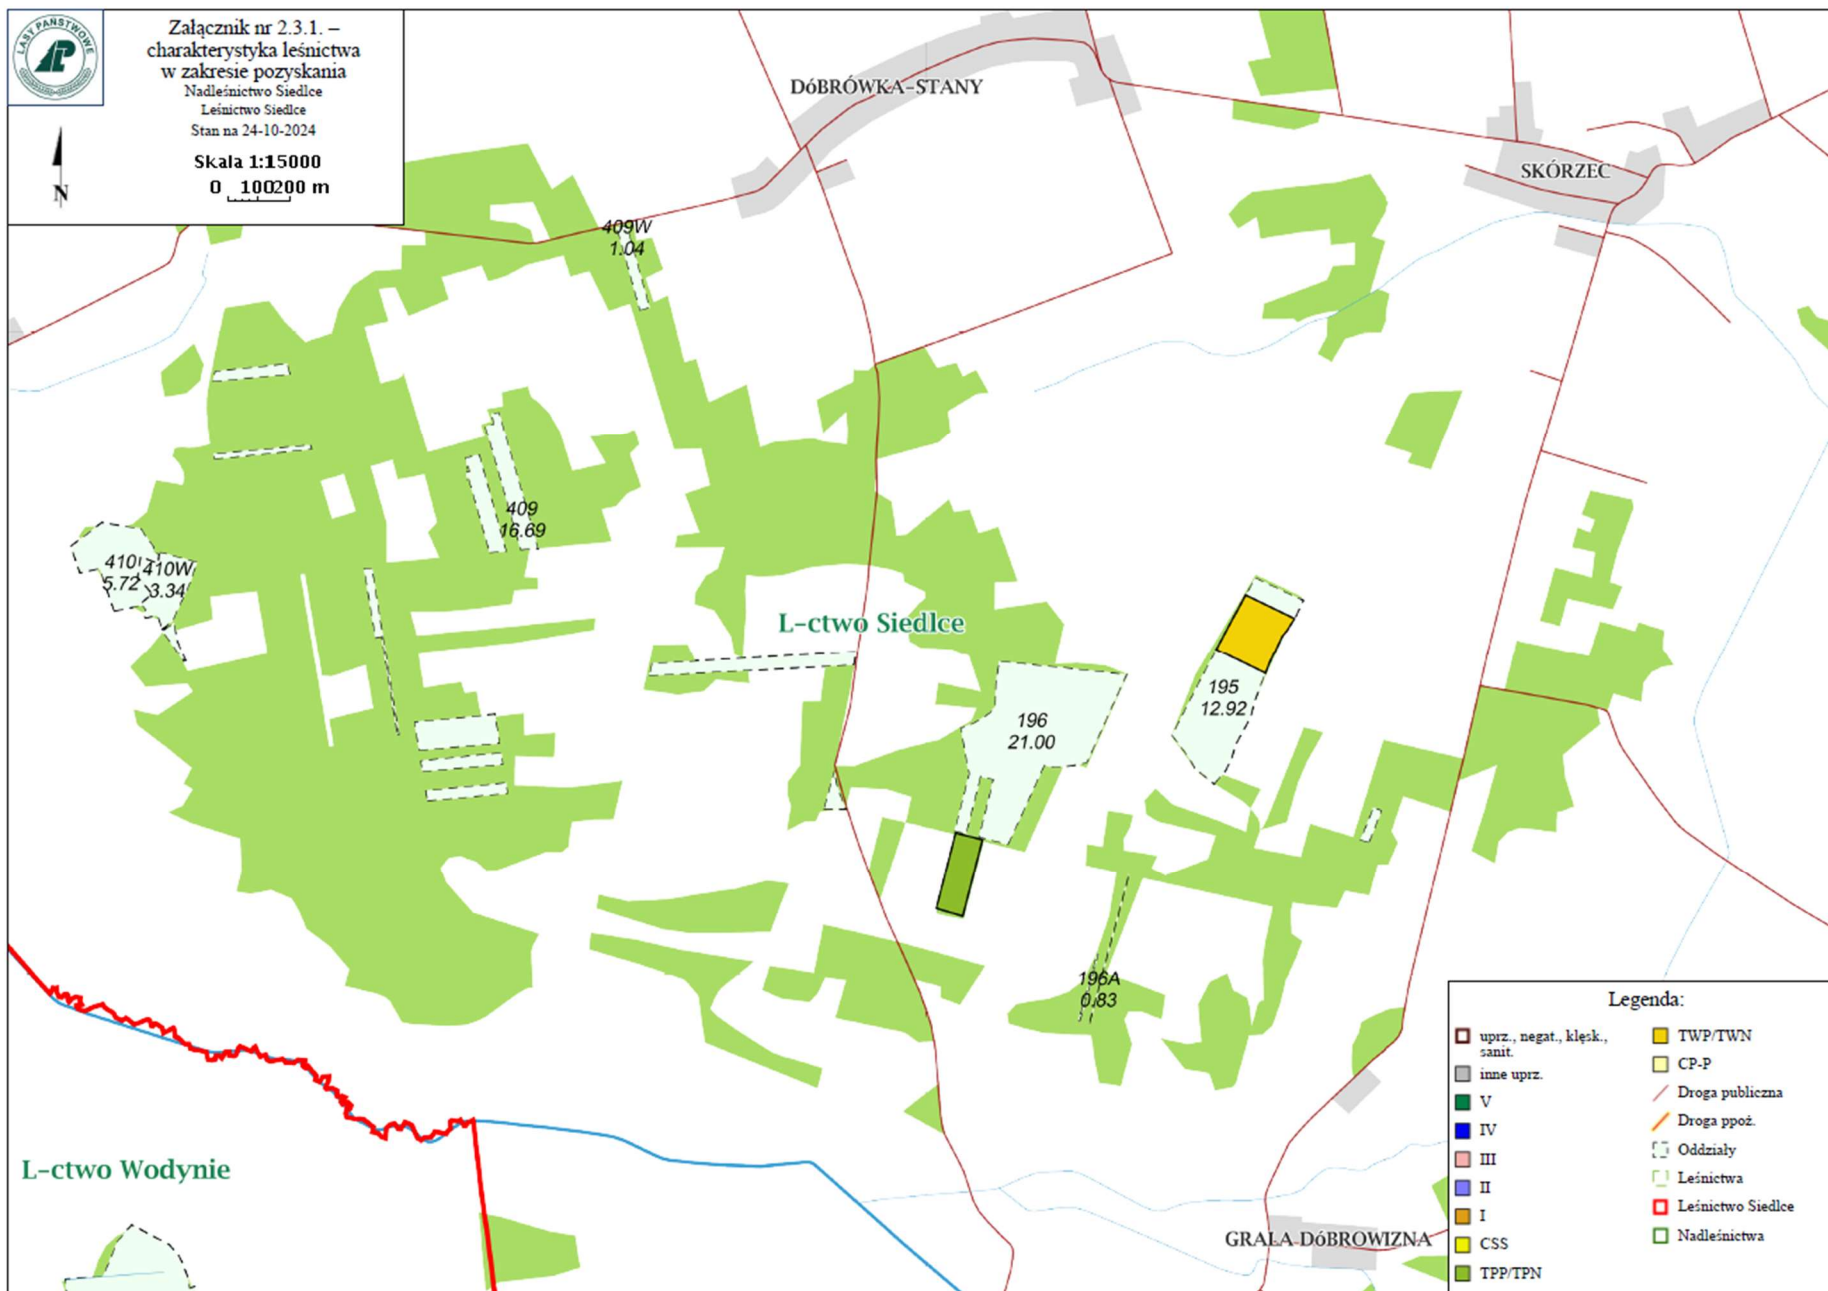 LASY PAŃSTWOWE
Załącznik nr 2.3.1. –
charakterystyka leśnictwa
w zakresie pozyskania
Nadleśnictwo Siedlce
Leśnictwo Siedlce
Stan na 24-10-2024
Skala 1:15000
0 100200 m
N
DóBRÓWKA-STANY
SKÓRZEC
409W
1.04
409
16.69
410
5.72
410W
3.34
L-ctwo Siedlce
195
12.92
196
21.00
196A
0.83
L-ctwo Wodynie
GRALA DóBROWIZNA
Legenda:
uprz., negat., klęsk.,
sanit.
inne uprz.
V
IV
III
II
I
CSS
TPP/TPN
TWP/TWN
CP-P
Droga publiczna
Droga ppoż.
Oddziały
Leśnictwa
Leśnictwo Siedlce
Nadleśnictwa